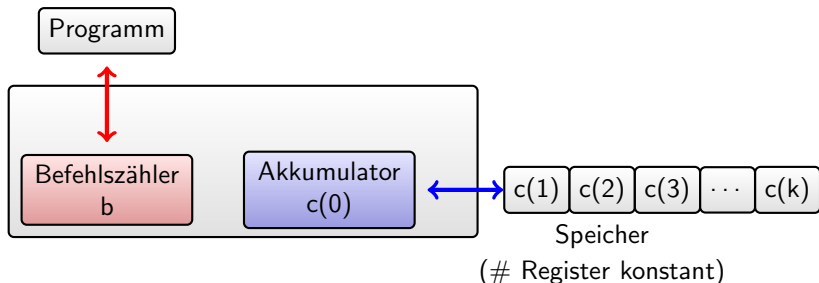 Programm
Befehlszähler
b
Akkumulator
c(0)
c(1) c(2) c(3) ··· c(k)
Speicher
(# Register konstant)